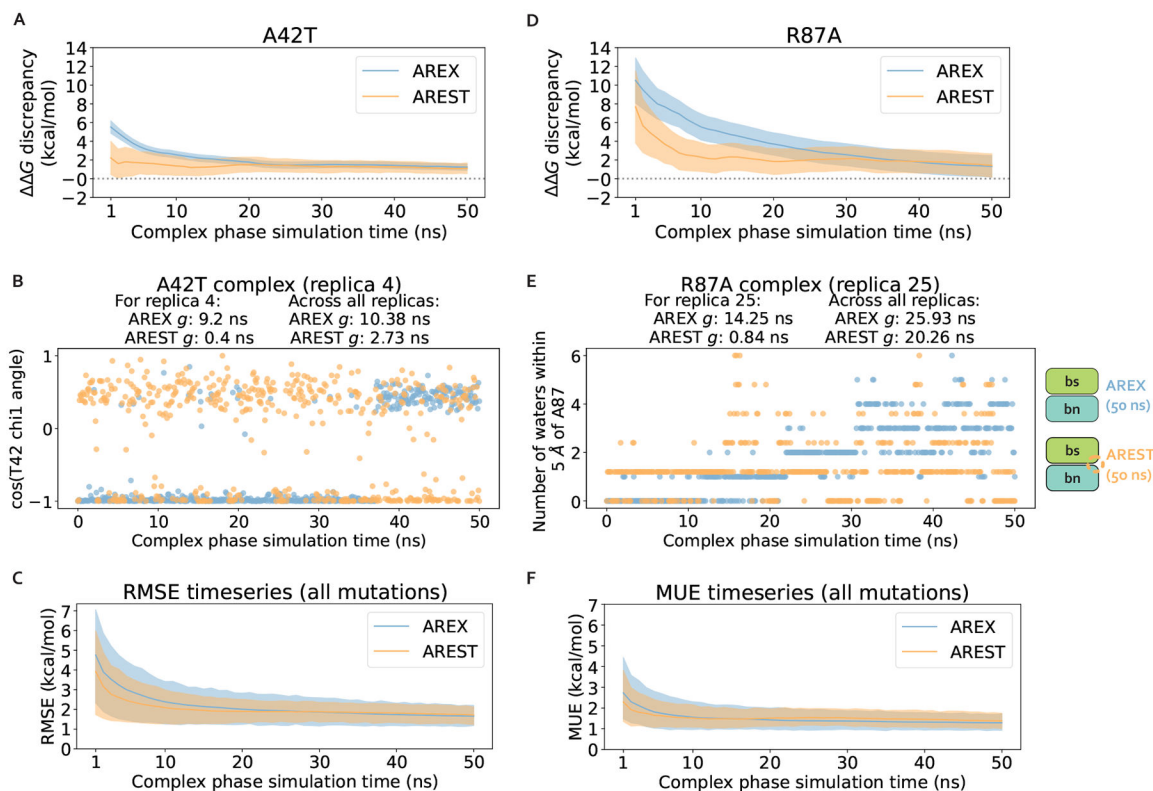 A
A42T
ΔΔG discrepancy
(kcal/mol)
14
12
10
8
6
4
2
−0
−2
AREX
AREST
1
10
20
30
40
50
Complex phase simulation time (ns)
D
R87A
ΔΔG discrepancy
(kcal/mol)
14
12
10
8
6
4
2
−0
−2
AREX
AREST
1
10
20
30
40
50
Complex phase simulation time (ns)
B
A42T complex (replica 4)
For replica 4:
AREX g: 9.2 ns
AREST g: 0.4 ns
Across all replicas:
AREX g: 10.38 ns
AREST g: 2.73 ns
cos(T42 chi1 angle)
1
0
−1
0
10
20
30
40
50
Complex phase simulation time (ns)
E
R87A complex (replica 25)
For replica 25:
AREX g: 14.25 ns
AREST g: 0.84 ns
Across all replicas:
AREX g: 25.93 ns
AREST g: 20.26 ns
Number of waters within
5 Å of A87
6
4
2
0
0
10
20
30
40
50
Complex phase simulation time (ns)
bs
bn
AREX
(50 ns)
bs
bn
AREST
(50 ns)
C
RMSE timeseries (all mutations)
RMSE (kcal/mol)
7
6
5
4
3
2
1
0
AREX
AREST
1
10
20
30
40
50
Complex phase simulation time (ns)
F
MUE timeseries (all mutations)
MUE (kcal/mol)
7
6
5
4
3
2
1
0
AREX
AREST
1
10
20
30
40
50
Complex phase simulation time (ns)